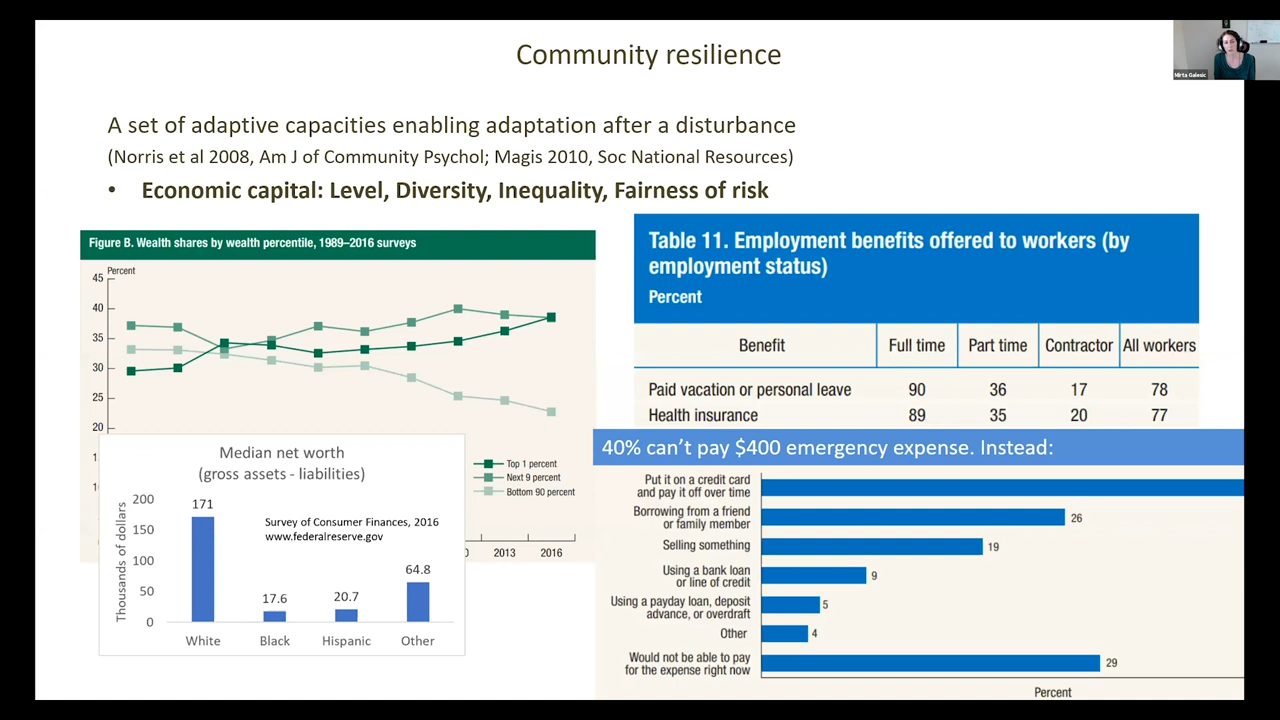 Community resilience
Mirta Galesic
A set of adaptive capacities enabling adaptation after a disturbance
(Norris et al 2008, Am J of Community Psychol; Magis 2010, Soc National Resources)
• Economic capital: Level, Diversity, Inequality, Fairness of risk
Figure B. Wealth shares by wealth percentile, 1989–2016 surveys
Percent
45
40
35
30
25
20
1
1
Top 1 percent
Next 9 percent
Bottom 90 percent
0 2013 2016
Median net worth
(gross assets - liabilities)
Thousands of dollars
200
150
100
50
0
171
17.6
20.7
64.8
White Black Hispanic Other
Survey of Consumer Finances, 2016
www.federalreserve.gov
Table 11. Employment benefits offered to workers (by
employment status)
Percent
Benefit Full time Part time Contractor All workers
Paid vacation or personal leave 90 36 17 78
Health insurance 89 35 20 77
40% can't pay $400 emergency expense. Instead:
Put it on a credit card
and pay it off over time
Borrowing from a friend
or family member 26
Selling something 19
Using a bank loan
or line of credit 9
Using a payday loan, deposit
advance, or overdraft 5
Other 4
Would not be able to pay
for the expense right now 29
Percent